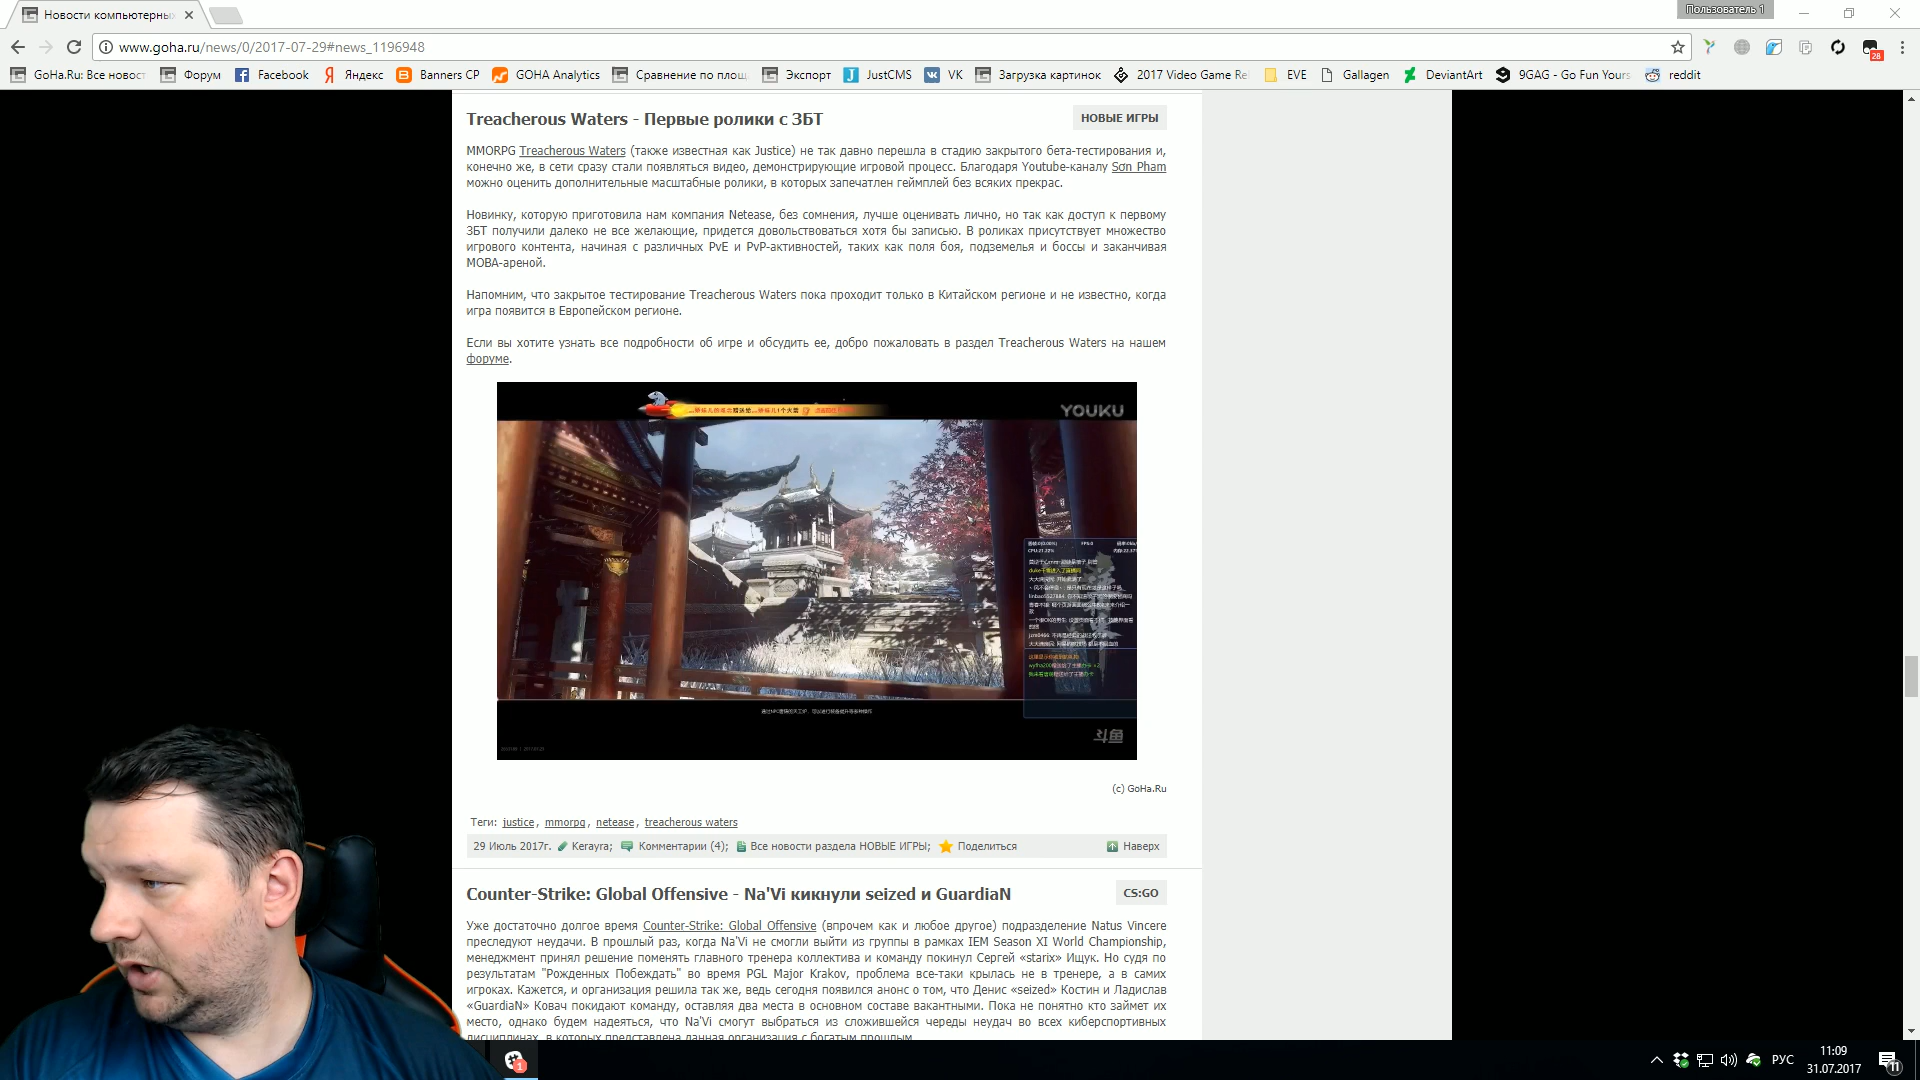 Новости компьютерны
Пользователь 1
www.goha.ru/news/0/2017-07-29#news_1196948
28
GoHa.Ru: Все новост
Форум
Facebook
Яндекс
Banners CP
GOHA Analytics
Сравнение по площ
Экспорт
JustCMS
VK
Загрузка картинок
2017 Video Game Rel
EVE
Gallagen
DeviantArt
9GAG - Go Fun Yours
reddit
Treacherous Waters - Первые ролики с ЗБТ
НОВЫЕ ИГРЫ
MMORPG Treacherous Waters (также известная как Justice) не так давно перешла в стадию закрытого бета-тестирования и,
конечно же, в сети сразу стали появляться видео, демонстрирующие игровой процесс. Благодаря Youtube-каналу Sơn Pham
можно оценить дополнительные масштабные ролики, в которых запечатлен геймплей без всяких прекрас.
Новинку, которую приготовила нам компания Netease, без сомнения, лучше оценивать лично, но так как доступ к первому
ЗБТ получили далеко не все желающие, придется довольствоваться хотя бы записью. В роликах присутствует множество
игрового контента, начиная с различных PvE и PvP-активностей, таких как поля боя, подземелья и боссы и заканчивая
MOBA-ареной.
Напомним, что закрытое тестирование Treacherous Waters пока проходит только в Китайском регионе и не известно, когда
игра появится в Европейском регионе.
Если вы хотите узнать все подробности об игре и обсудить ее, добро пожаловать в раздел Treacherous Waters на нашем
форуме.
YOUKU
斗鱼
(c) GoHa.Ru
Теги: justice, mmorpg, netease, treacherous waters
29 Июль 2017г. Kerayra; Комментарии (4); Все новости раздела НОВЫЕ ИГРЫ; Поделиться
Наверх
Counter-Strike: Global Offensive - Na'Vi кикнули seized и GuardiaN
CS:GO
Уже достаточно долгое время Counter-Strike: Global Offensive (впрочем как и любое другое) подразделение Natus Vincere
преследуют неудачи. В прошлый раз, когда Na'Vi не смогли выйти из группы в рамках IEM Season XI World Championship,
менеджмент принял решение поменять главного тренера коллектива и команду покинул Сергей «starix» Ищук. Но судя по
результатам "Рожденных Побеждать" во время PGL Major Krakov, проблема все-таки крылась не в тренере, а в самих
игроках. Кажется, и организация решила так же, ведь сегодня появился анонс о том, что Денис «seized» Костин и Ладислав
«GuardiaN» Ковач покидают команду, оставляя два места в основном составе вакантными. Пока не понятно кто займет их
место, однако будем надеяться, что Na'Vi смогут выбраться из сложившейся череды неудач во всех киберспортивных
дисциплинах, в которых представлена данная организация с богатым прошлым.
1
РУС
11:09
31.07.2017
11